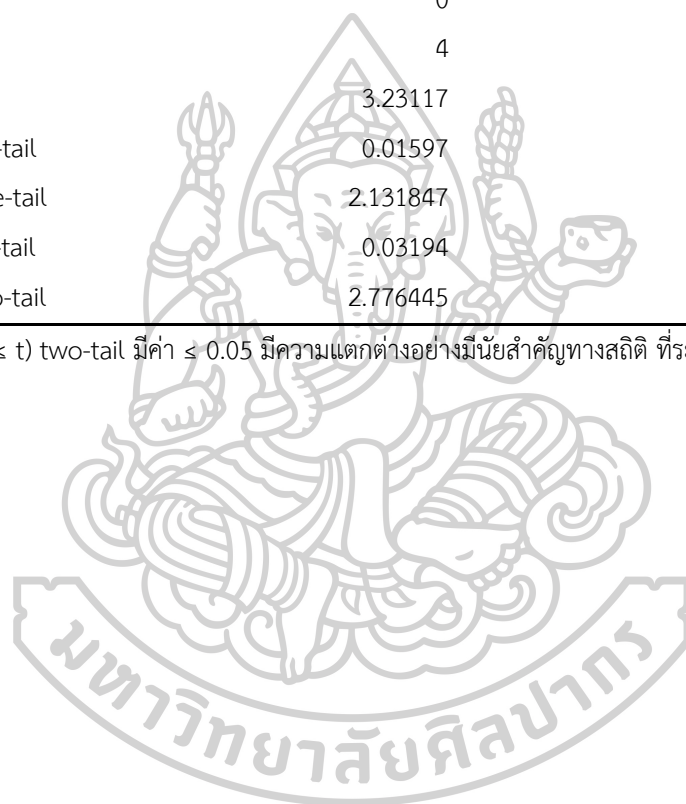 0
4
3.23117
-tail 0.01597
e-tail 2.131847
-tail 0.03194
o-tail 2.776445
≤ t) two-tail มีค่า ≤ 0.05 มีความแตกต่างอย่างมีนัยสำคัญทางสถิติ ที่ระ
มหาวิทยาลัยศิลปากร